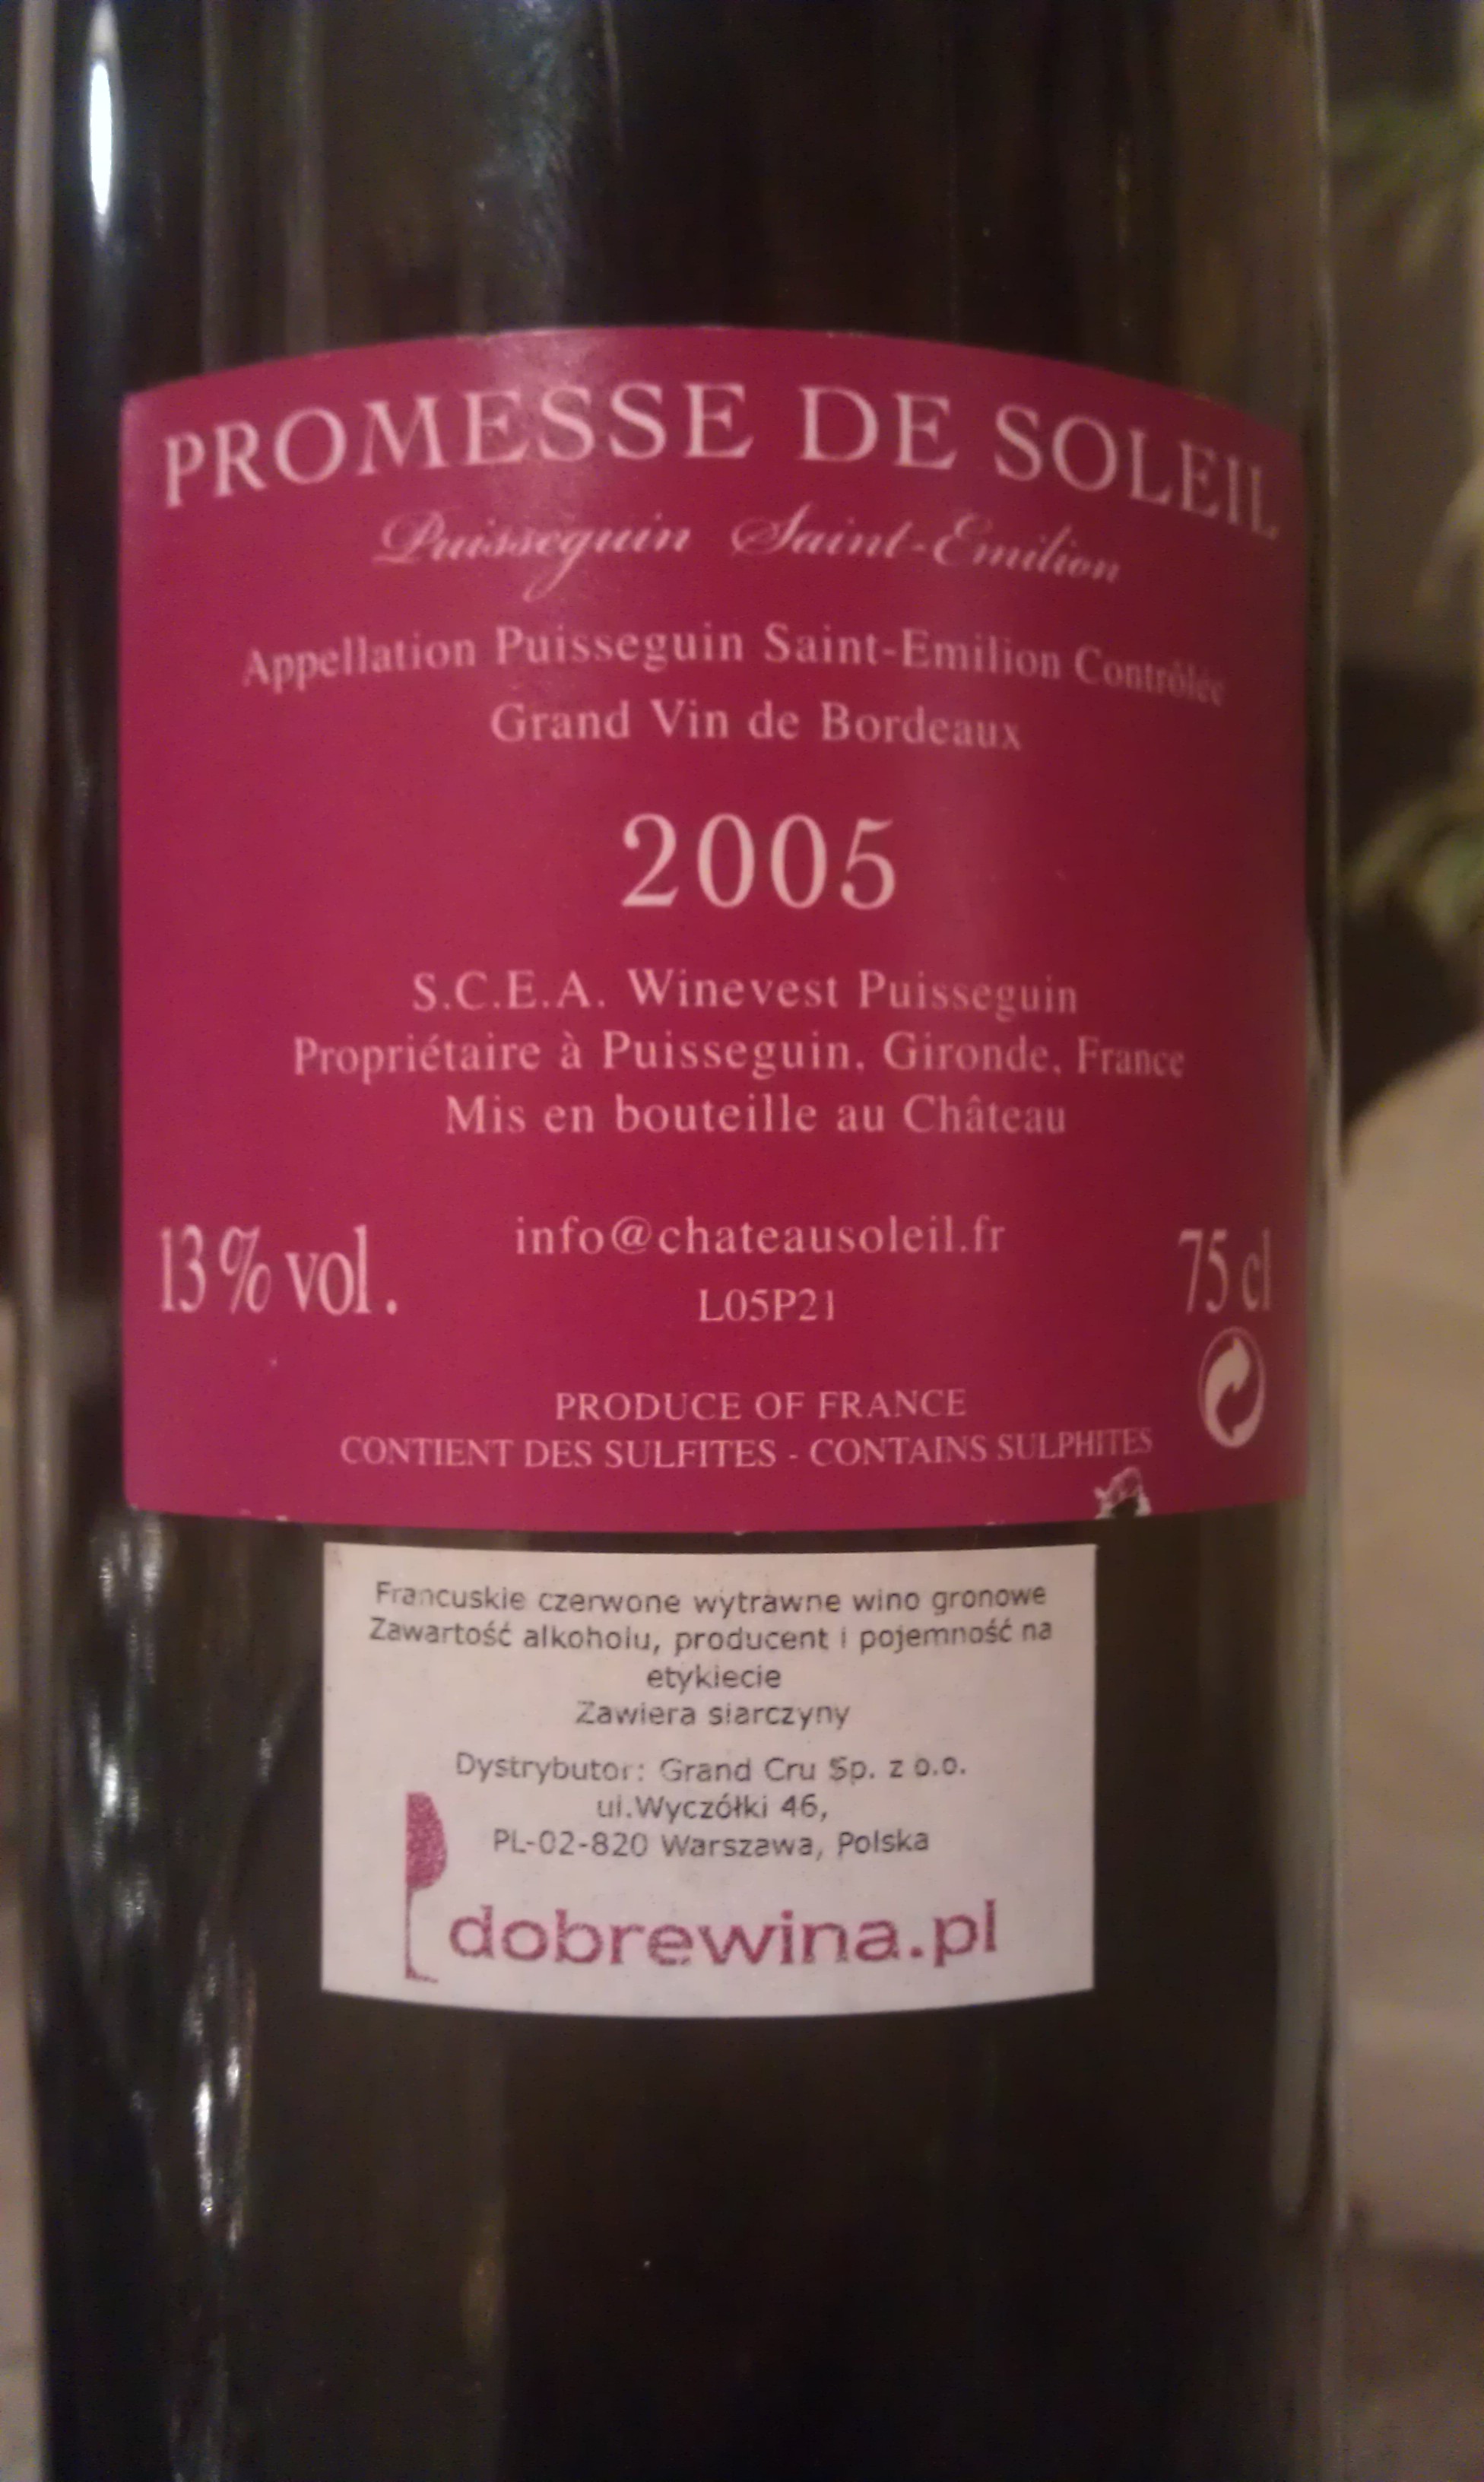 PROMESSE DE SOLEIL
Puisseguin Saint-Emilion
Appellation Puisseguin Saint-Emilion Contrôlée
Grand Vin de Bordeaux
2005
S.C.E.A. Winevest Puisseguin
Propriétaire à Puisseguin, Gironde, France
Mis en bouteille au Château
13% vol. info@chateausoleil.fr 75 cl
L05P21
PRODUCE OF FRANCE
CONTIENT DES SULFITES - CONTAINS SULPHITES
Francuskie czerwone wytrawne wino gronowe
Zawartość alkoholu, producent i pojemność na
etykiecie
Zawiera siarczyny
Dystrybutor: Grand Cru Sp. z o.o.
ul.Wyczółki 46,
PL-02-820 Warszawa, Polska
dobrewina.pl